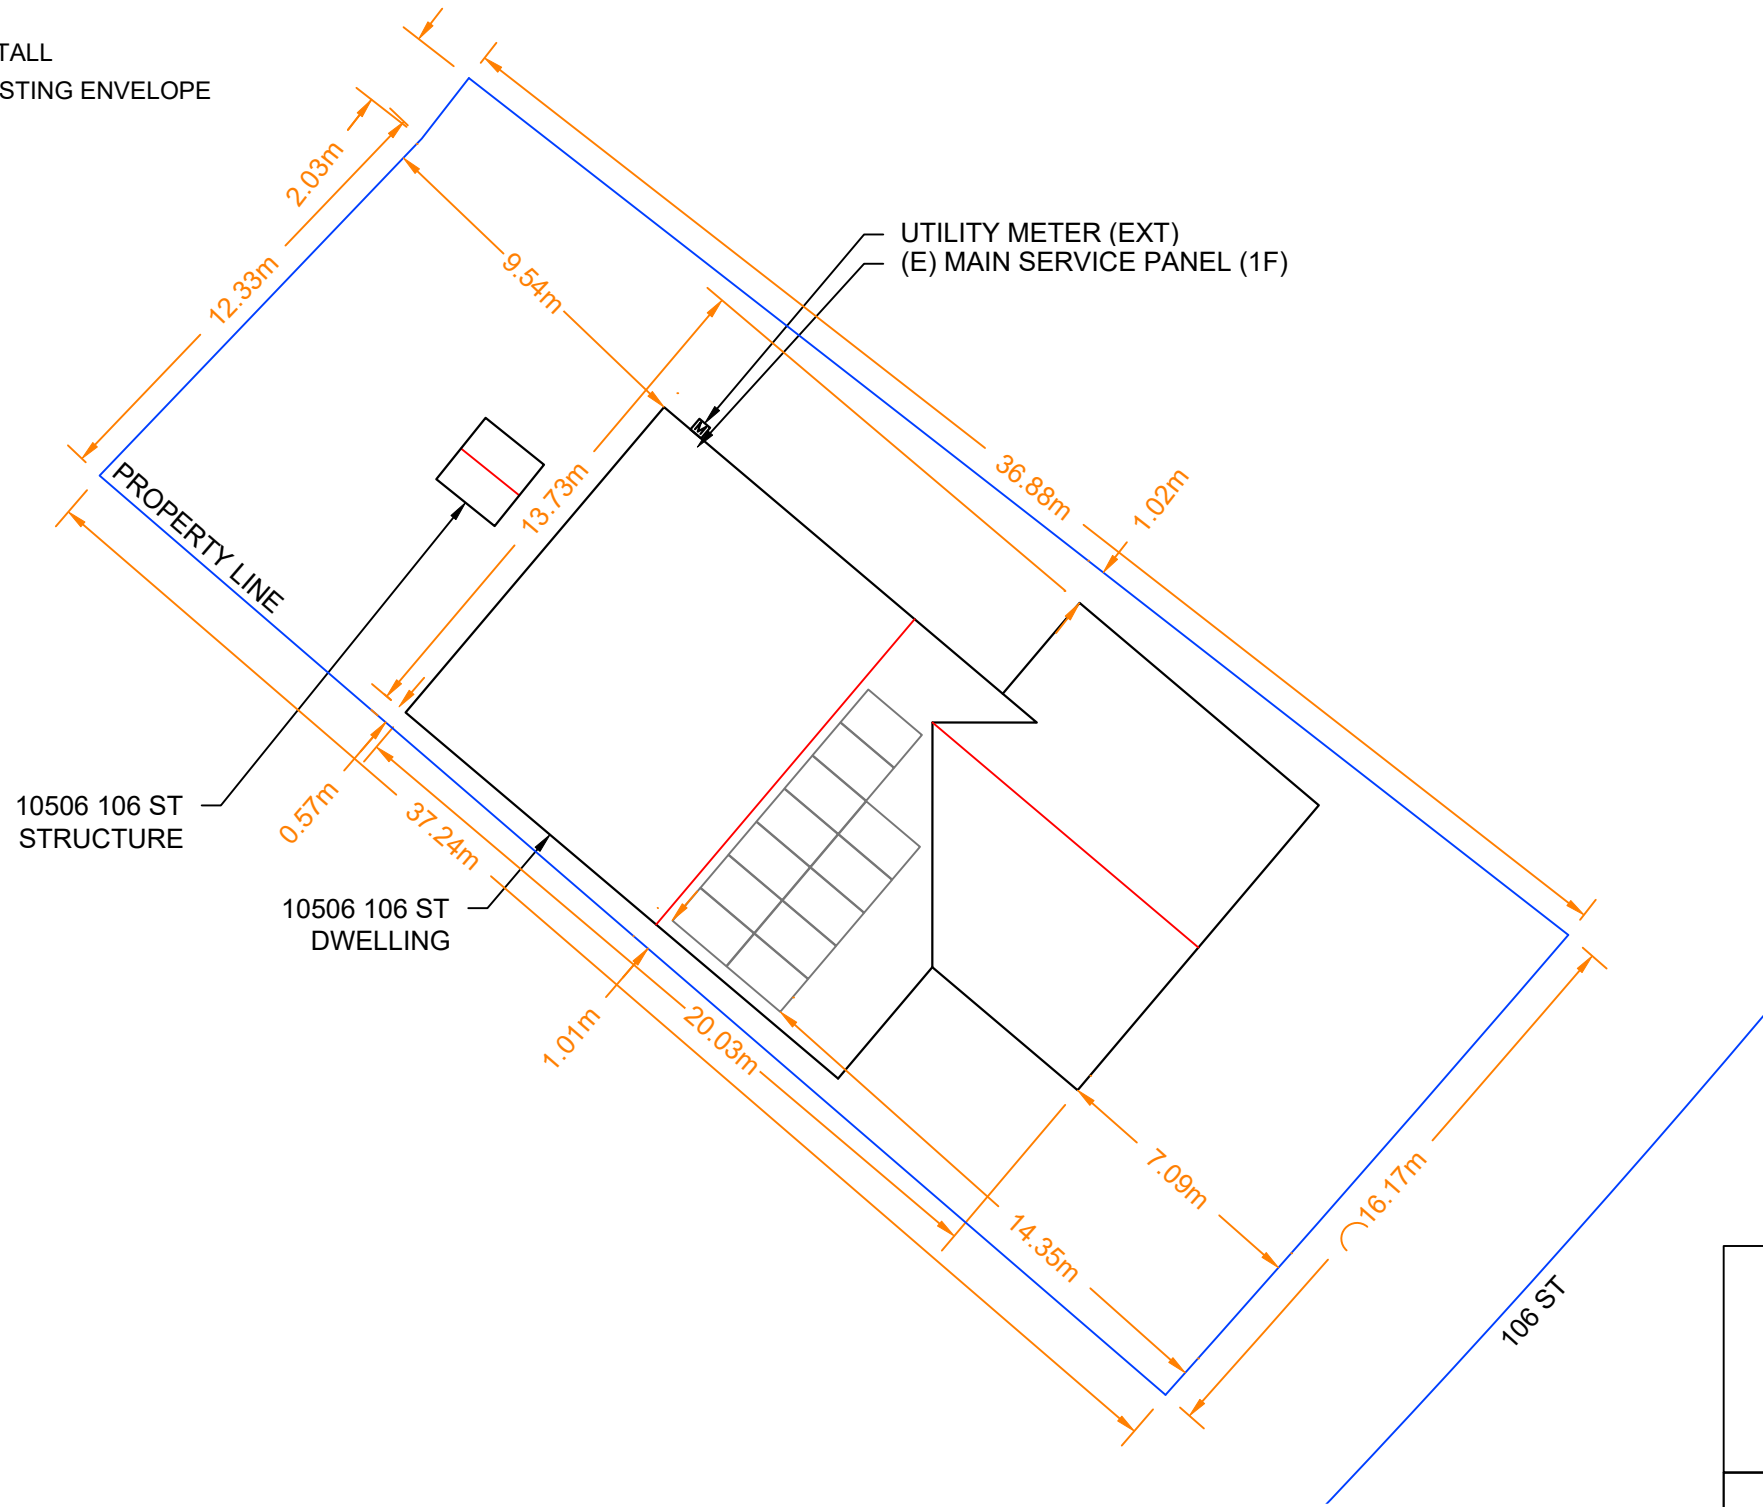 TALL
STING ENVELOPE
2.03m
12.33m
9.54m
UTILITY METER (EXT)
(E) MAIN SERVICE PANEL (1F)
M
13.73m
36.88m
1.02m
PROPERTY LINE
10506 106 ST
STRUCTURE
0.57m
37.24m
10506 106 ST
DWELLING
1.01m
20.03m
7.09m
14.35m
16.17m
106 ST